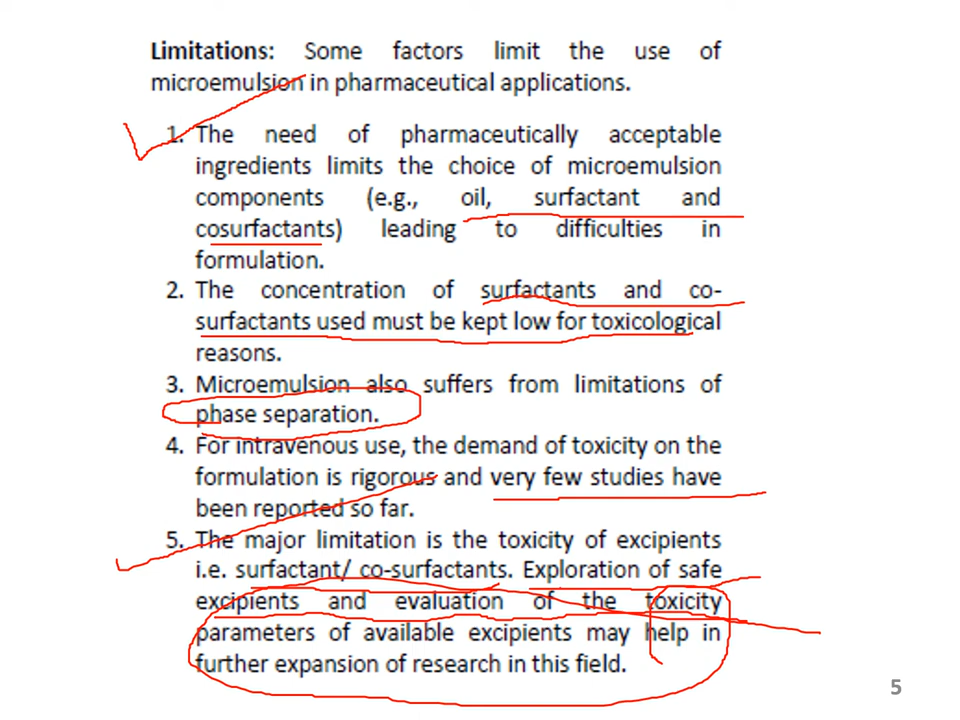 Limitations: Some factors limit the use of
microemulsion in pharmaceutical applications.
1. The need of pharmaceutically acceptable
ingredients limits the choice of microemulsion
components (e.g., oil, surfactant and
cosurfactants) leading to difficulties in
formulation.
2. The concentration of surfactants and co-
surfactants used must be kept low for toxicological
reasons.
3. Microemulsion also suffers from limitations of
phase separation.
4. For intravenous use, the demand of toxicity on the
formulation is rigorous and very few studies have
been reported so far.
5. The major limitation is the toxicity of excipients
i.e. surfactant/ co-surfactants. Exploration of safe
excipients and evaluation of the toxicity
parameters of available excipients may help in
further expansion of research in this field.
5